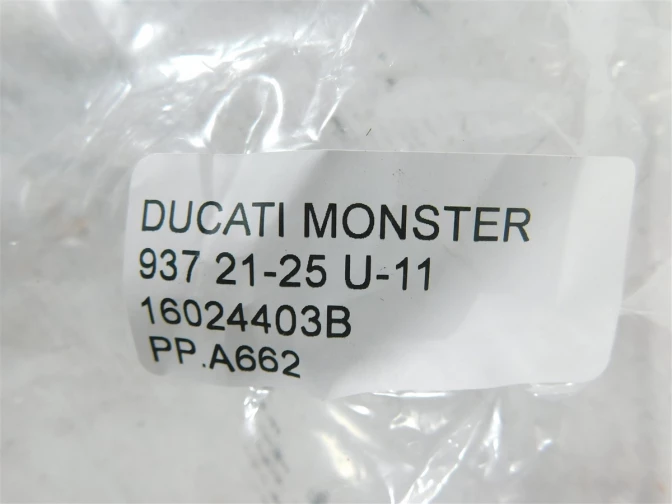 DUCATI MONSTER
937 21-25 U-11
16024403B
PP.A662